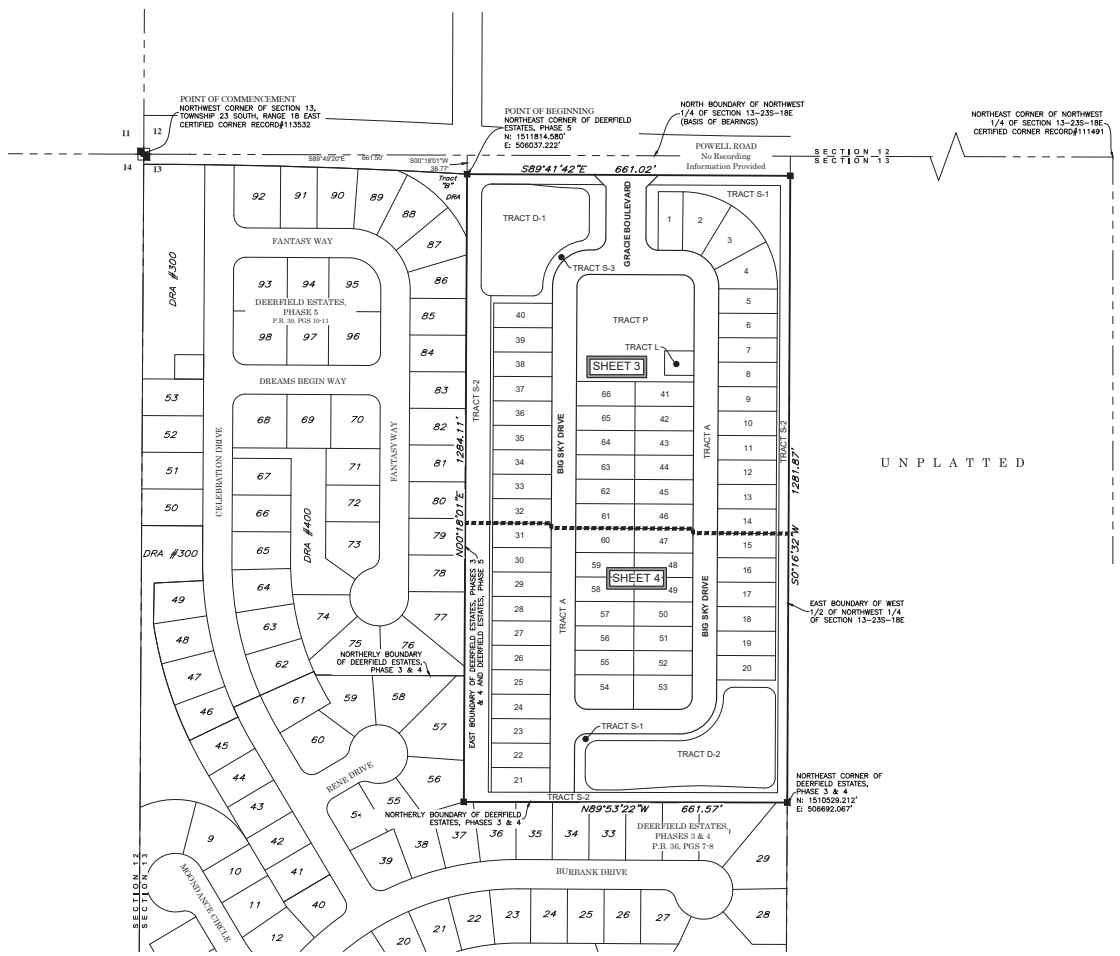 POINT OF COMMENCEMENT
NORTHWEST CORNER OF SECTION 13,
TOWNSHIP 23 SOUTH, RANGE 18 EAST
CERTIFIED CORNER RECORD#113532
11
12
14
13
POINT OF BEGINNING
NORTHEAST CORNER OF DEERFIELD
ESTATES, PHASE 5
N: 1511814.580'
E: 506037.222'
NORTH BOUNDARY OF NORTHWEST
1/4 OF SECTION 13-23S-18E
(BASIS OF BEARINGS)
NORTHEAST CORNER OF NORTHWEST
1/4 OF SECTION 13-23S-18E
CERTIFIED CORNER RECORD#111491
POWELL ROAD
No Recording
Information Provided
SECTION 12
SECTION 13
S89°49'20"E 661.50'
S00°18'01"W
38.77'
S89°41'42"E 661.02'
Tract
"B"
DRA
92
91
90
89
88
87
86
85
84
83
82
81
80
79
78
77
76
75
74
FANTASY WAY
93
94
95
DEERFIELD ESTATES,
PHASE 5
P.B. 39, PGS 10-11
98
97
96
DREAMS BEGIN WAY
68
69
70
71
72
73
67
66
65
64
63
62
61
60
59
58
57
56
55
DRA #300
53
52
51
50
DRA #300
49
48
47
46
45
44
43
42
41
40
CELEBRATION DRIVE
DRA #400
FANTASY WAY
NORTHERLY BOUNDARY
OF DEERFIELD ESTATES,
PHASE 3 & 4
RENE DRIVE
N00°18'01"E 1284.11'
EAST BOUNDARY OF DEERFIELD ESTATES, PHASES 3
& 4 AND DEERFIELD ESTATES, PHASE 5
TRACT D-1
GRACIE BOULEVARD
TRACT S-1
TRACT S-3
TRACT P
TRACT L
SHEET 3
TRACT S-2
BIG SKY DRIVE
TRACT A
TRACT S-2
1
2
3
4
5
6
7
8
9
10
11
12
13
14
15
16
17
18
19
20
40
39
38
37
36
35
34
33
32
31
30
29
28
27
26
25
24
23
22
21
66
41
65
42
64
43
63
44
62
45
61
46
60
47
59
48
58
49
57
50
56
51
55
52
54
53
SHEET 4
TRACT A
BIG SKY DRIVE
TRACT S-1
TRACT D-2
TRACT S-2
S0°16'32"W 1281.87'
UNPLATTED
EAST BOUNDARY OF WEST
1/2 OF NORTHWEST 1/4
OF SECTION 13-23S-18E
NORTHEAST CORNER OF
DEERFIELD ESTATES,
PHASE 3 & 4
N: 1510529.212'
E: 506692.067'
N89°53'22"W 661.57'
NORTHERLY BOUNDARY OF DEERFIELD
ESTATES, PHASES 3 & 4
DEERFIELD ESTATES,
PHASES 3 & 4
P.B. 36, PGS 7-8
39
38
37
36
35
34
33
29
28
27
26
25
24
23
22
21
20
BURBANK DRIVE
9
10
11
12
MOONDANCE CIRCLE
SECTION 12
SECTION 13